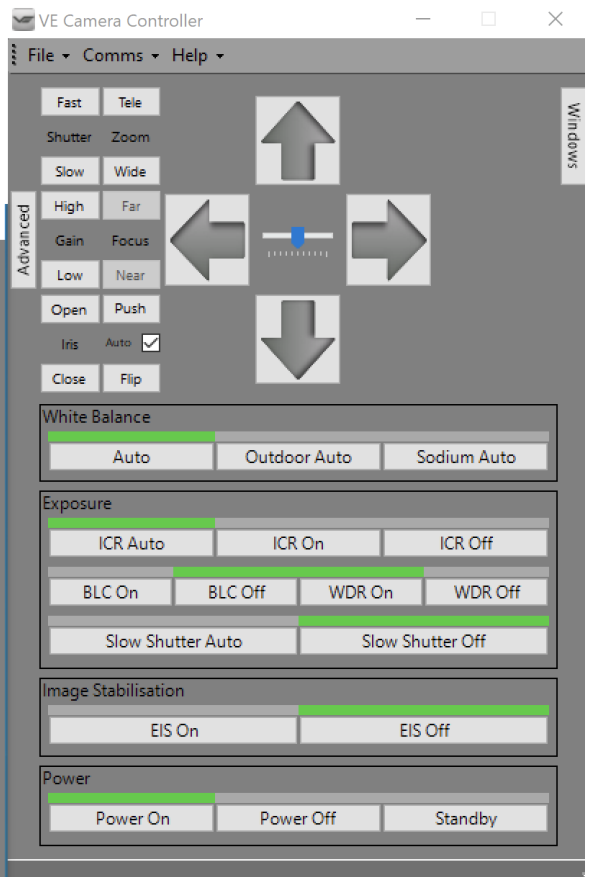 VE Camera Controller
File Comms Help
Fast Tele
Shutter Zoom
Slow Wide
High Far
Gain Focus
Low Near
Open Push
Iris Auto
Close Flip
Advanced
Windows
White Balance
Auto Outdoor Auto Sodium Auto
Exposure
ICR Auto ICR On ICR Off
BLC On BLC Off WDR On WDR Off
Slow Shutter Auto Slow Shutter Off
Image Stabilisation
EIS On EIS Off
Power
Power On Power Off Standby